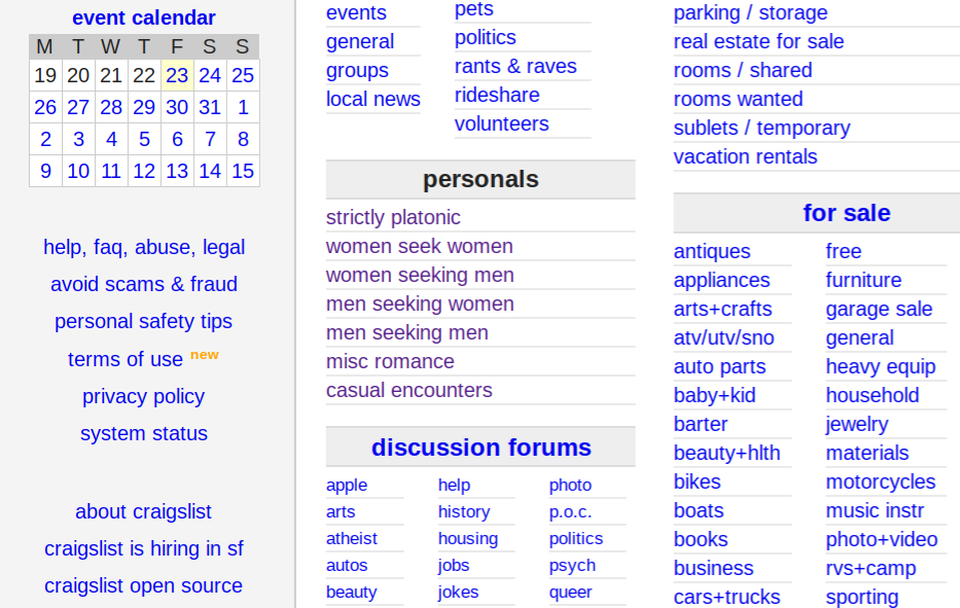 event calendar
M T W T F S S
19 20 21 22 23 24 25
26 27 28 29 30 31 1
2 3 4 5 6 7 8
9 10 11 12 13 14 15
help, faq, abuse, legal
avoid scams & fraud
personal safety tips
terms of use new
privacy policy
system status
about craigslist
craigslist is hiring in sf
craigslist open source
events
general
groups
local news
pets
politics
rants & raves
rideshare
volunteers
personals
strictly platonic
women seek women
women seeking men
men seeking women
men seeking men
misc romance
casual encounters
discussion forums
apple
arts
atheist
autos
beauty
help
history
housing
jobs
jokes
photo
p.o.c.
politics
psych
queer
parking / storage
real estate for sale
rooms / shared
rooms wanted
sublets / temporary
vacation rentals
for sale
antiques
appliances
arts+crafts
atv/utv/sno
auto parts
baby+kid
barter
beauty+hlth
bikes
boats
books
business
cars+trucks
free
furniture
garage sale
general
heavy equip
household
jewelry
materials
motorcycles
music instr
photo+video
rvs+camp
sporting